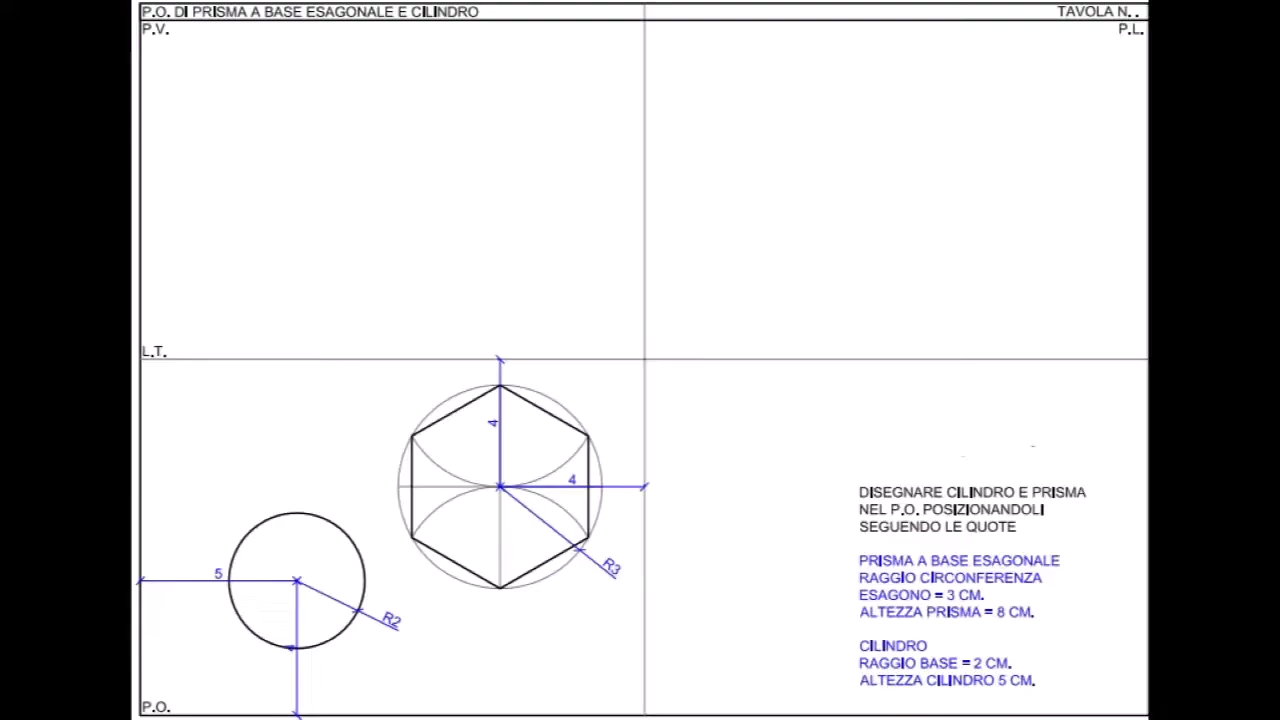 P.O. DI PRISMA A BASE ESAGONALE E CILINDRO
TAVOLA N. .
P.V.
P.L.
L.T.
4
4
R3
5
R2
DISEGNARE CILINDRO E PRISMA
NEL P.O. POSIZIONANDOLI
SEGUENDO LE QUOTE
PRISMA A BASE ESAGONALE
RAGGIO CIRCONFERENZA
ESAGONO = 3 CM.
ALTEZZA PRISMA = 8 CM.
CILINDRO
RAGGIO BASE = 2 CM.
ALTEZZA CILINDRO 5 CM.
P.O.